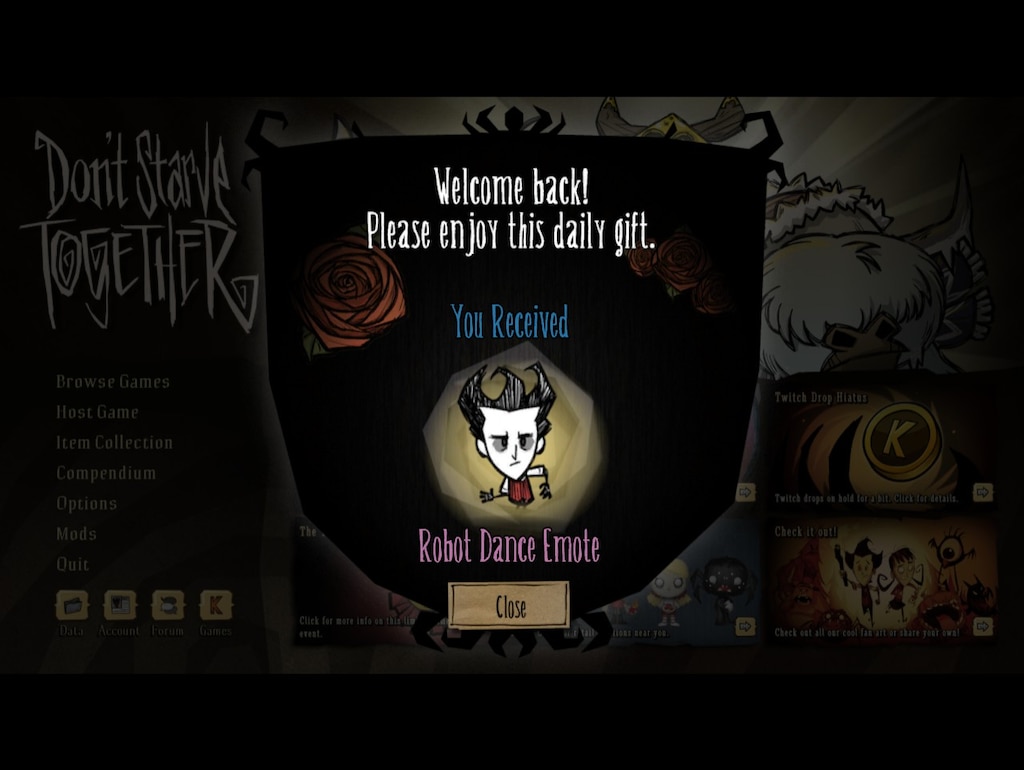 Don't Starve
Together
Welcome back!
Please enjoy this daily gift.
You Received
Robot Dance Emote
Close
Browse Games
Host Game
Item Collection
Compendium
Options
Mods
Quit
Data
Account
Forum
Games
The
Click for more info on this
event.
near you.
Twitch Drop Hiatus
Twitch drops on hold for a bit. Click for details.
Check it out!
Check out all our cool fan art or share your own!